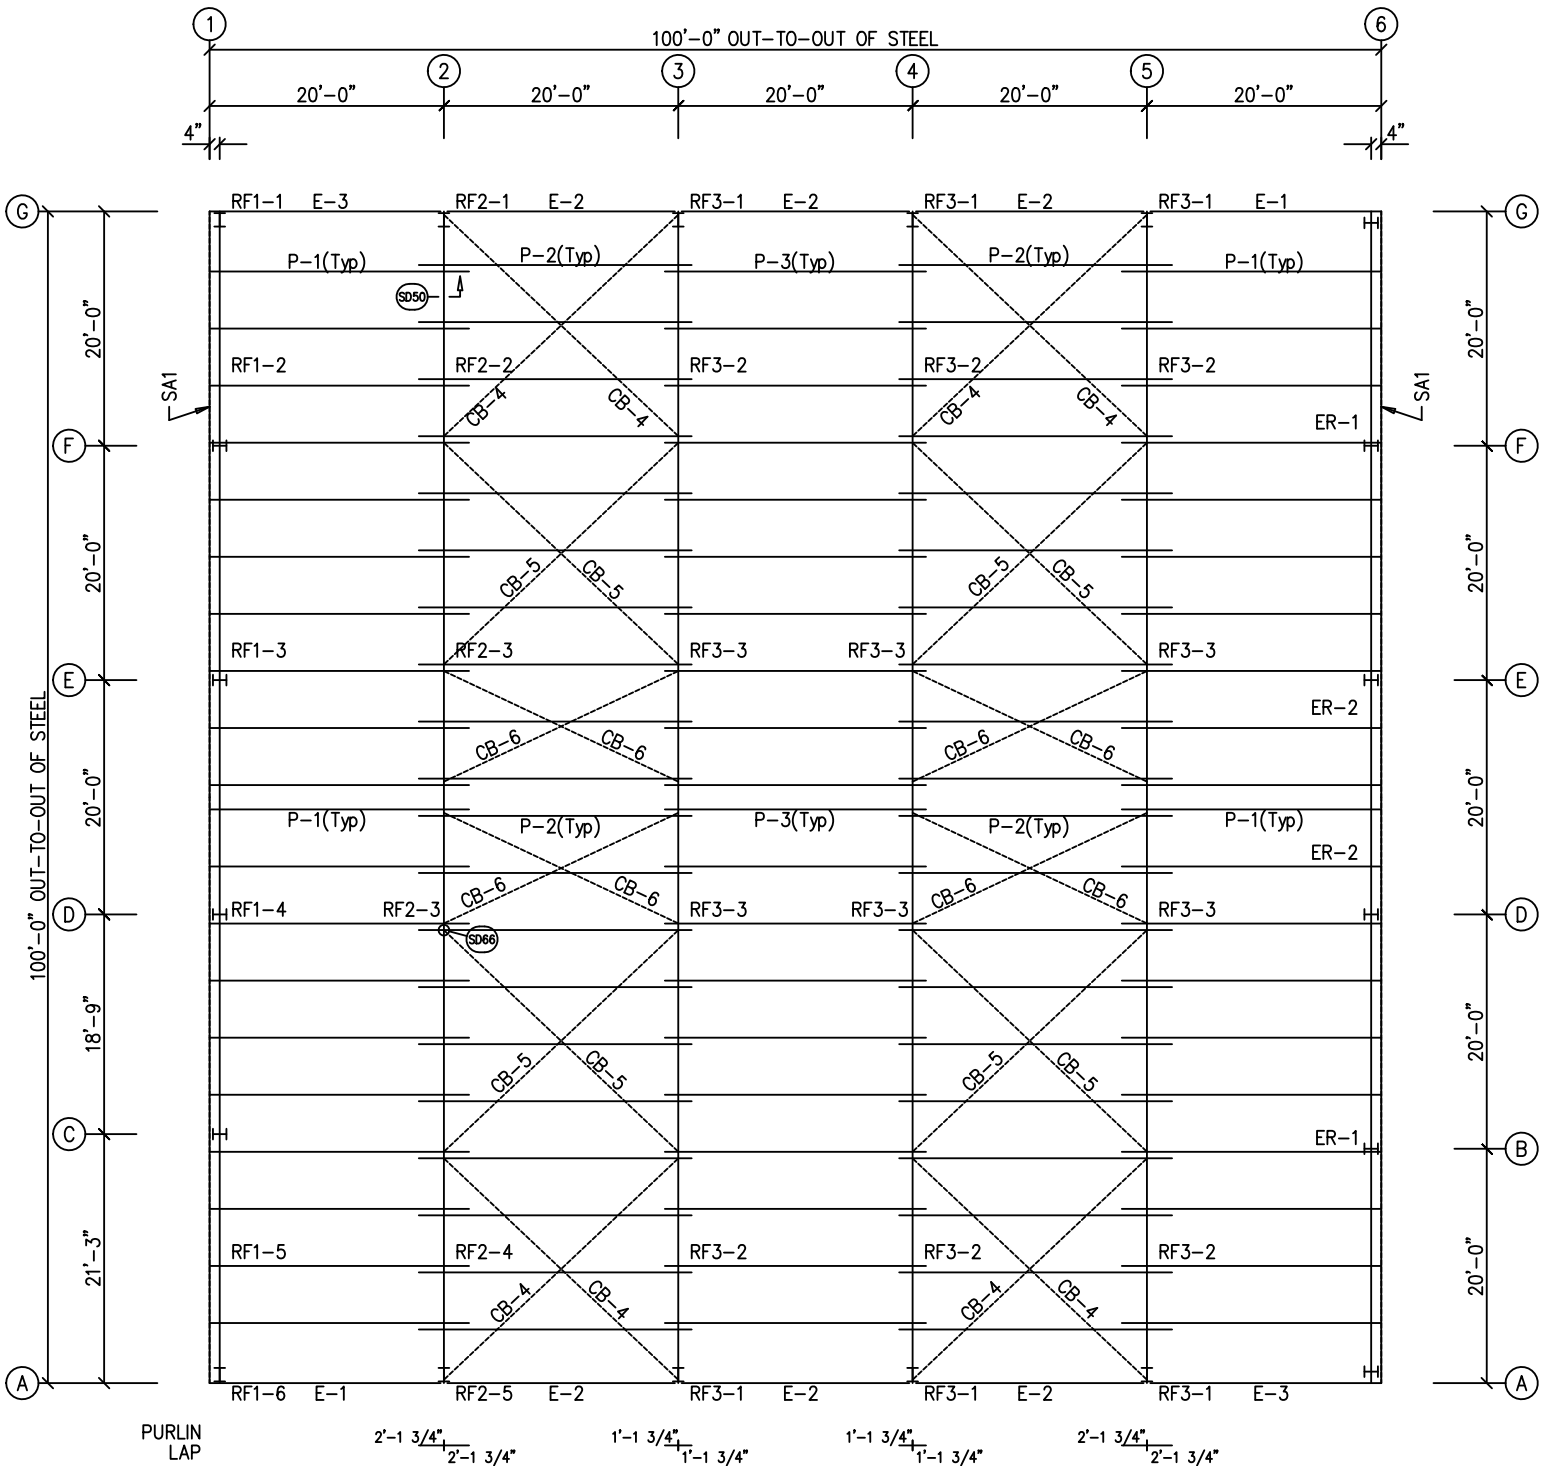 1
6
100'-0" OUT-TO-OUT OF STEEL
2
3
4
5
20'-0"
20'-0"
20'-0"
20'-0"
20'-0"
4"
4"
G
RF1-1 E-3 RF2-1 E-2 RF3-1 E-2 RF3-1 E-2 RF3-1 E-1
G
P-1(Typ) P-2(Typ) P-3(Typ) P-2(Typ) P-1(Typ)
SD50
20'-0"
20'-0"
RF1-2 RF2-2 RF3-2 RF3-2 RF3-2
SA1
SA1
CB-4 CB-4 CB-4 CB-4
ER-1
F
F
20'-0"
20'-0"
CB-5 CB-5 CB-5 CB-5
RF1-3 RF2-3 RF3-3 RF3-3 RF3-3
E
E
ER-2
100'-0" OUT-TO-OUT OF STEEL
CB-6 CB-6 CB-6 CB-6
20'-0"
20'-0"
P-1(Typ) P-2(Typ) P-3(Typ) P-2(Typ) P-1(Typ)
ER-2
CB-6 CB-6 CB-6 CB-6
D
RF1-4 RF2-3 RF3-3 RF3-3 RF3-3
D
SD66
18'-9"
20'-0"
CB-5 CB-5 CB-5 CB-5
C
ER-1
B
21'-3"
20'-0"
RF1-5 RF2-4 RF3-2 RF3-2 RF3-2
CB-4 CB-4 CB-4 CB-4
A
RF1-6 E-1 RF2-5 E-2 RF3-1 E-2 RF3-1 E-2 RF3-1 E-3
A
PURLIN
LAP
2'-1 3/4"
2'-1 3/4"
1'-1 3/4"
1'-1 3/4"
1'-1 3/4"
1'-1 3/4"
2'-1 3/4"
2'-1 3/4"